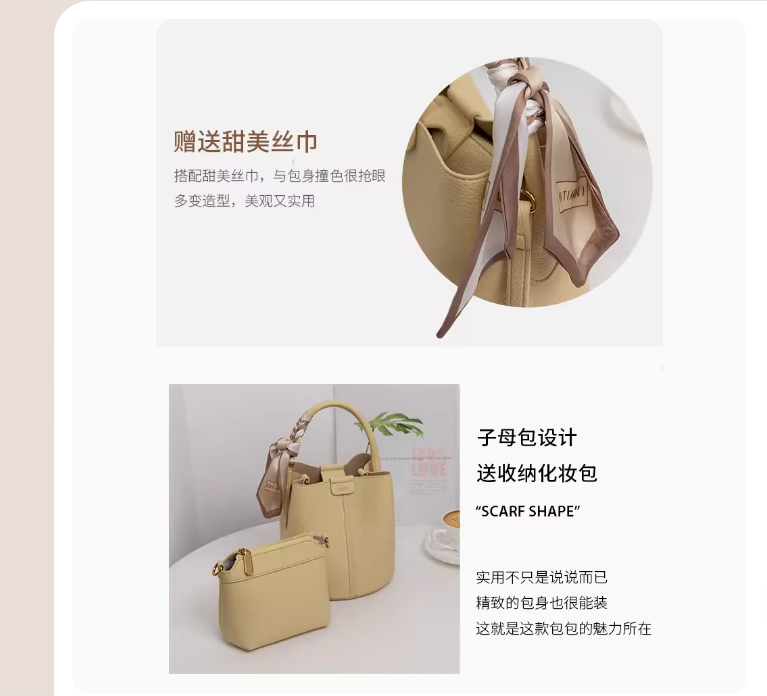 赠送甜美丝巾
搭配甜美丝巾，与包身撞色很抢眼
多变造型，美观又实用
子母包设计
送收纳化妆包
“SCARF SHAPE”
LOVE
实用不只是说说而已
精致的包身也很能装
这就是这款包包的魅力所在